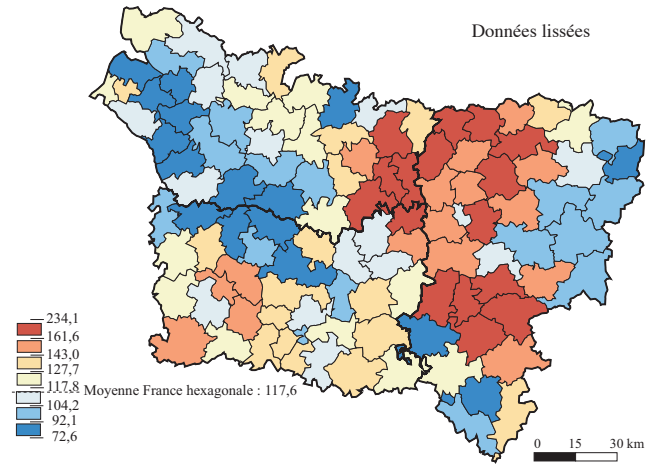 Données lissées
234,1
161,6
143,0
127,7
117,8
Moyenne France hexagonale : 117,6
104,2
92,1
72,6
0 15 30 km